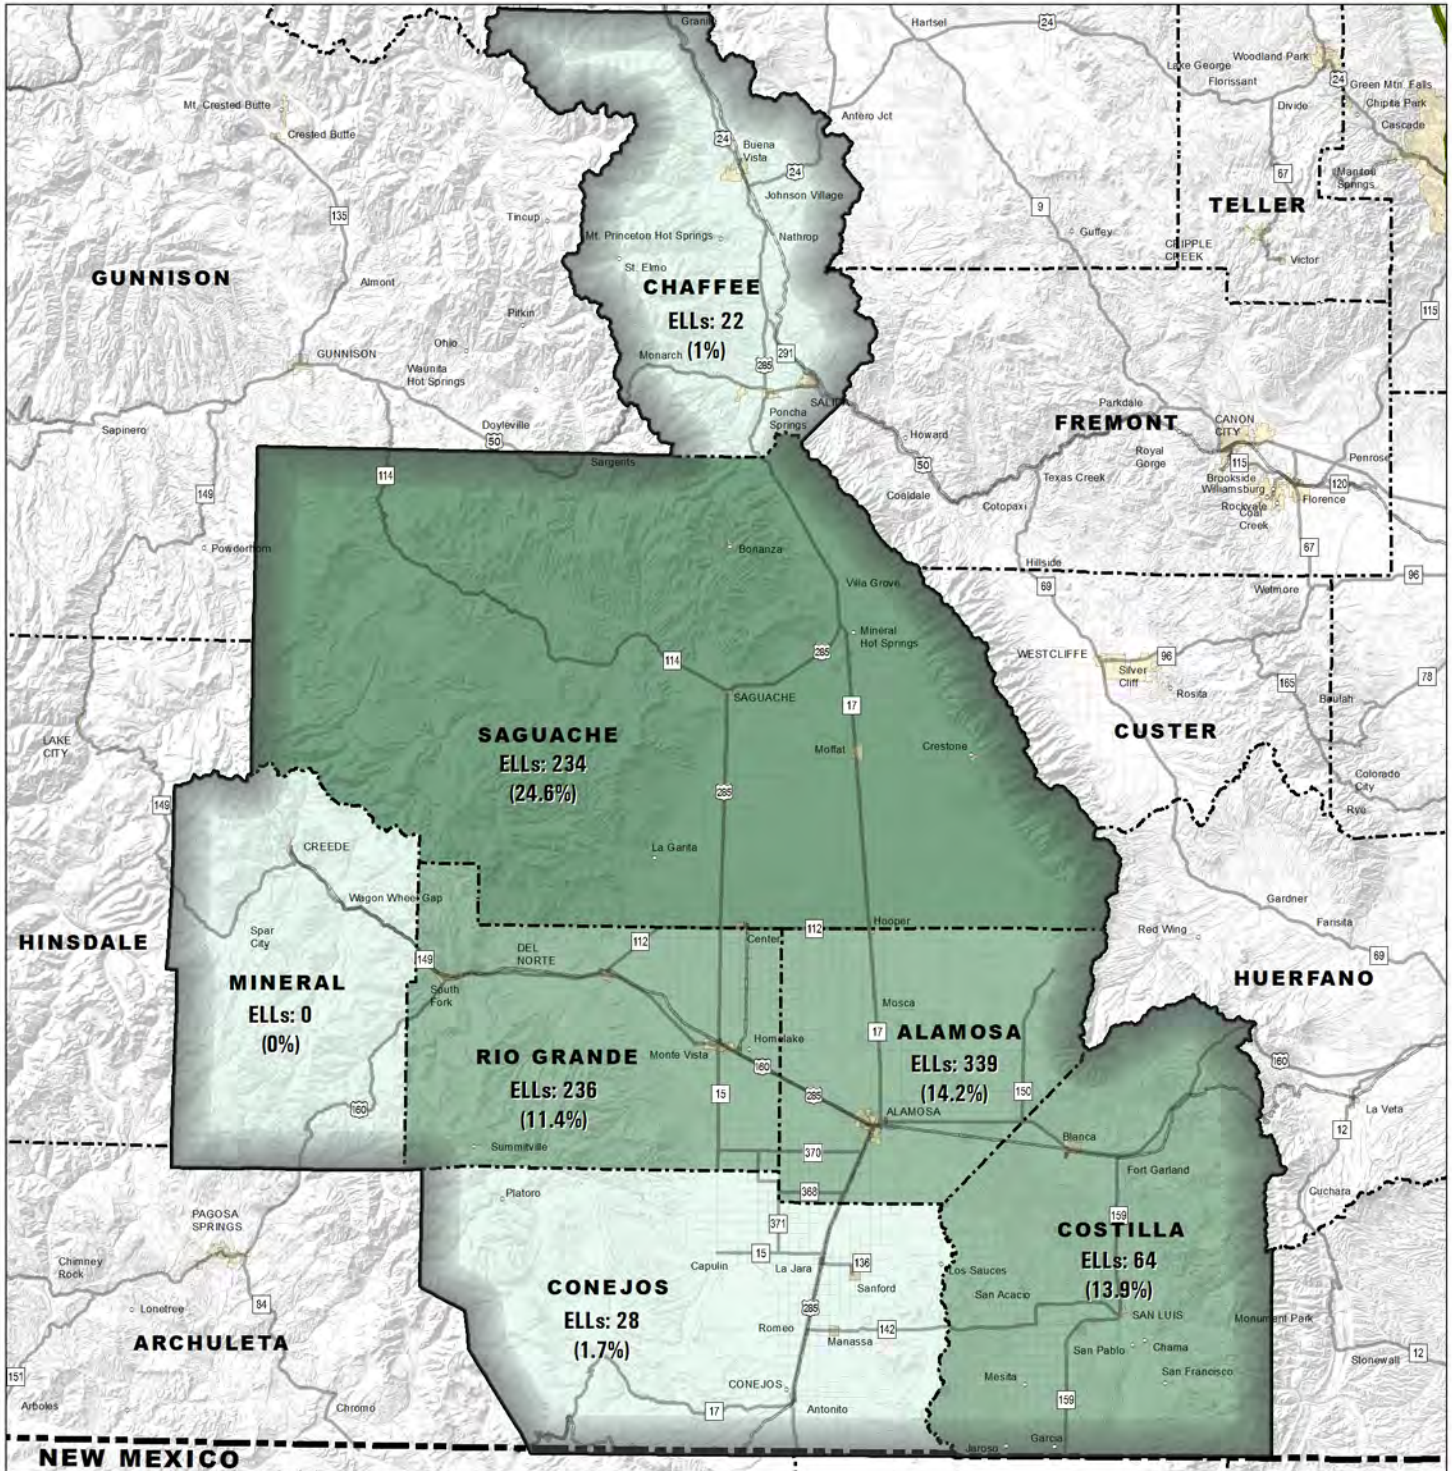 Granite
Hartsel
24
Woodland Park
Lake George
24
Florissant
Green Mtn. Falls
Mt. Crested Butte
Divide
Chipita Park
Antero Jct
Crested Butte
Cascade
24
Buena
Vista
24
67
Manitou
Springs
Johnson Village
135
9
TELLER
Tincup
Mt. Princeton Hot Springs
Nathrop
Guffey
CRIPPLE
CREEK
Victor
St. Elmo
GUNNISON
Almont
CHAFFEE
ELLs: 22
(1%)
Pitkin
115
Ohio
GUNNISON
Monarch
291
285
Waunita
Hot Springs
SALIDA
Parkdale
Poncha
Springs
FREMONT
CANON
CITY
Sapinero
Doyleville
50
Howard
Royal
Gorge
Penrose
Sargents
50
115
114
Texas Creek
Brookside
Williamsburg
120
149
Coaldale
Cotopaxi
Rockvale
Florence
Coal
Creek
Powderhorn
Bonanza
67
Hillside
Villa Grove
69
Wetmore
96
Mineral
Hot Springs
114
285
WESTCLIFFE
96
Silver
Cliff
SAGUACHE
Rosita
165
78
Beulah
17
SAGUACHE
ELLs: 234
(24.6%)
CUSTER
LAKE
CITY
Moffat
Crestone
Colorado
City
149
285
Rye
CREEDE
La Garita
Wagon Wheel Gap
Gardner
Farisita
Hooper
Spar
City
112
Red Wing
HINSDALE
DEL
NORTE
112
Center
149
69
MINERAL
ELLs: 0
(0%)
South
Fork
HUERFANO
Mosca
17
ALAMOSA
ELLs: 339
(14.2%)
Homelake
Monte Vista
RIO GRANDE
ELLs: 236
(11.4%)
160
160
15
285
150
160
ALAMOSA
La Veta
12
Blanca
Summitville
370
Fort Garland
368
Platoro
Cuchara
PAGOSA
SPRINGS
371
159
COSTILLA
ELLs: 64
(13.9%)
15
Chimney
Rock
Capulin
La Jara
136
Los Sauces
Sanford
CONEJOS
ELLs: 28
(1.7%)
San Acacio
84
Lonetree
285
SAN LUIS
Monument Park
Romeo
142
ARCHULETA
Manassa
San Pablo
Chama
Stonewall
12
151
CONEJOS
Mesita
San Francisco
Arboles
Chromo
17
Antonito
159
Garcia
Jaroso
NEW MEXICO